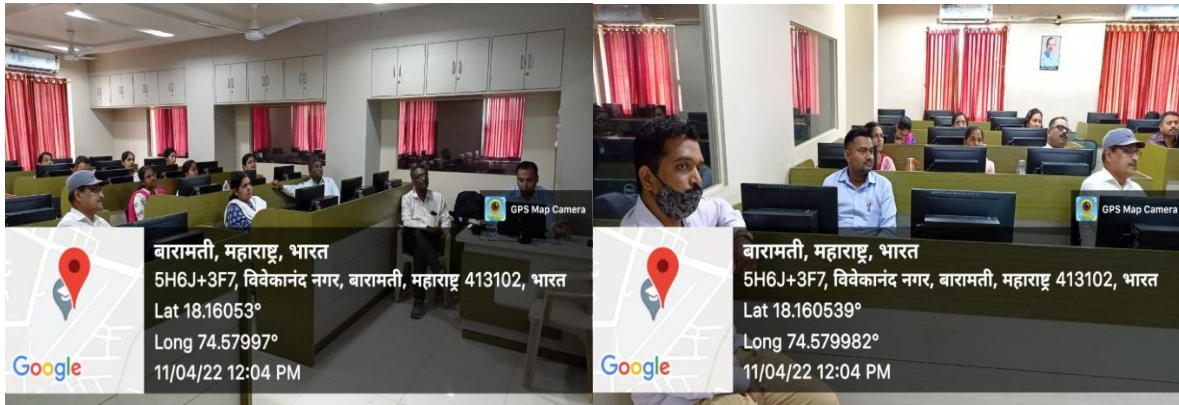 GPS Map Camera
बारामती, महाराष्ट्र, भारत
5H6J+3F7, विवेकानंद नगर, बारामती, महाराष्ट्र 413102, भारत
Lat 18.16053°
Long 74.57997°
11/04/22 12:04 PM
Google
GPS Map Camera
बारामती, महाराष्ट्र, भारत
5H6J+3F7, विवेकानंद नगर, बारामती, महाराष्ट्र 413102, भारत
Lat 18.160539°
Long 74.579982°
11/04/22 12:04 PM
Google